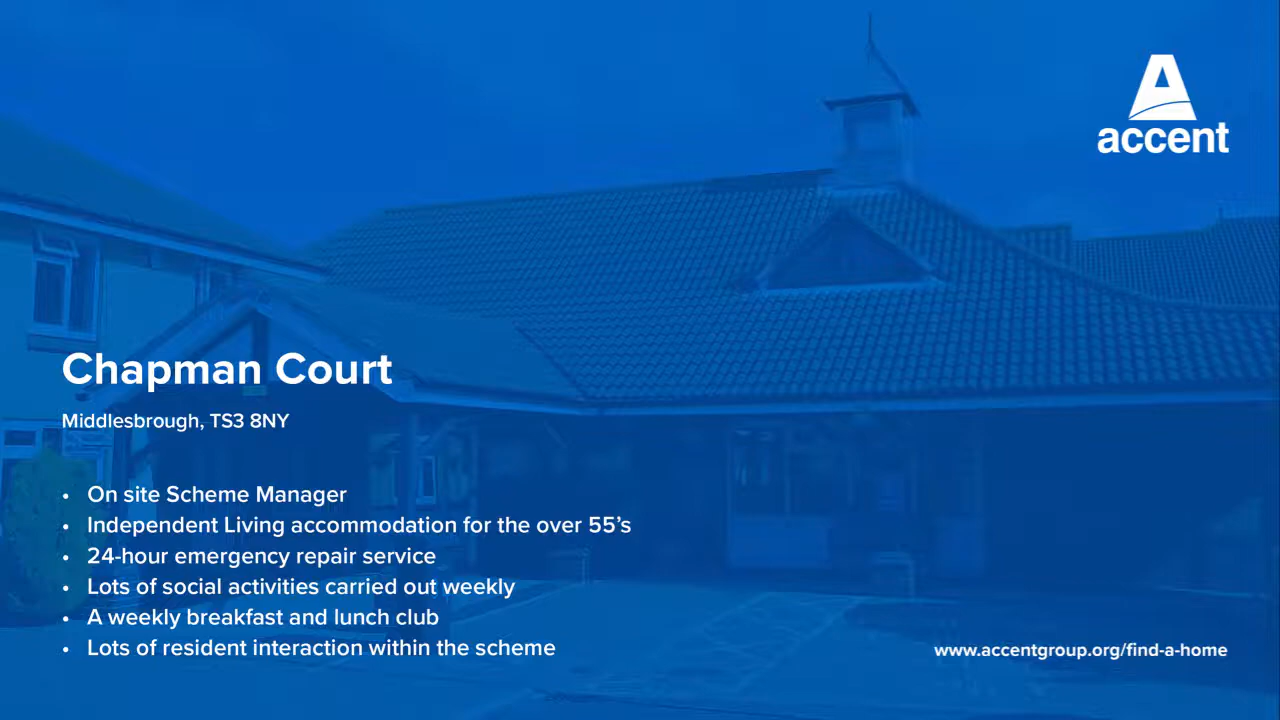 accent
Chapman Court
Middlesbrough, TS3 8NY
• On site Scheme Manager
• Independent Living accommodation for the over 55’s
• 24-hour emergency repair service
• Lots of social activities carried out weekly
• A weekly breakfast and lunch club
• Lots of resident interaction within the scheme
www.accentgroup.org/find-a-home